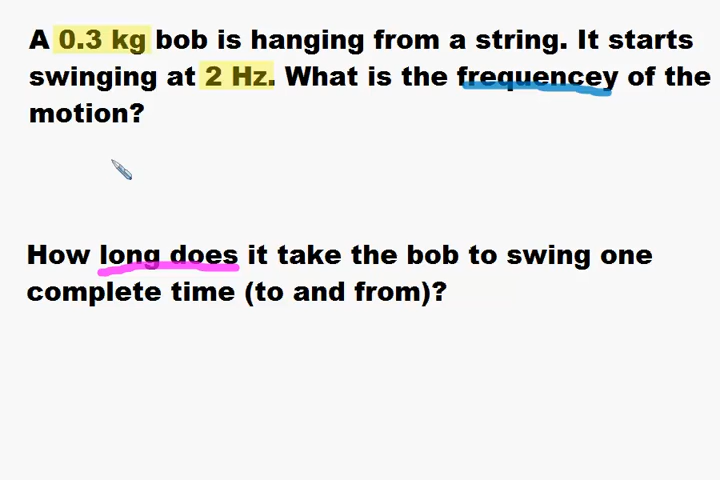 A 0.3 kg bob is hanging from a string. It starts
swinging at 2 Hz. What is the frequencey of the
motion?
How long does it take the bob to swing one
complete time (to and from)?